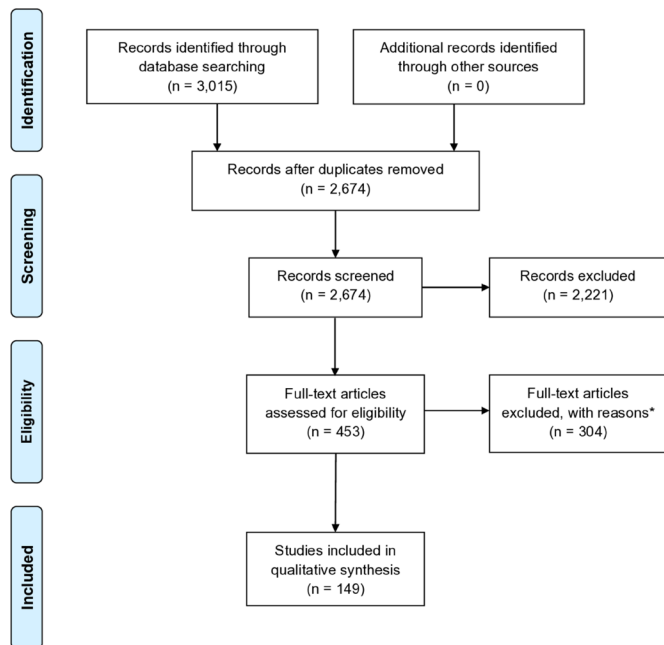 Identification
Records identified through
database searching
(n = 3,015)
Additional records identified
through other sources
(n = 0)
Records after duplicates removed
(n = 2,674)
Screening
Records screened
(n = 2,674)
Records excluded
(n = 2,221)
Eligibility
Full-text articles
assessed for eligibility
(n = 453)
Full-text articles
excluded, with reasons*
(n = 304)
Included
Studies included in
qualitative synthesis
(n = 149)